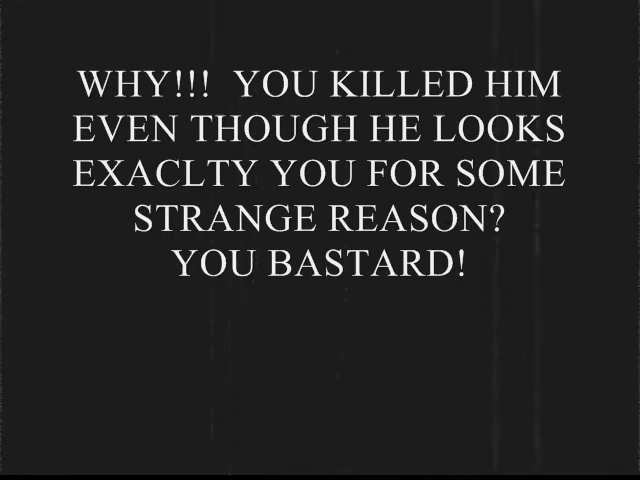 WHY!!!  YOU KILLED HIM
EVEN THOUGH HE LOOKS
EXACLTY YOU FOR SOME
STRANGE REASON?
YOU BASTARD!